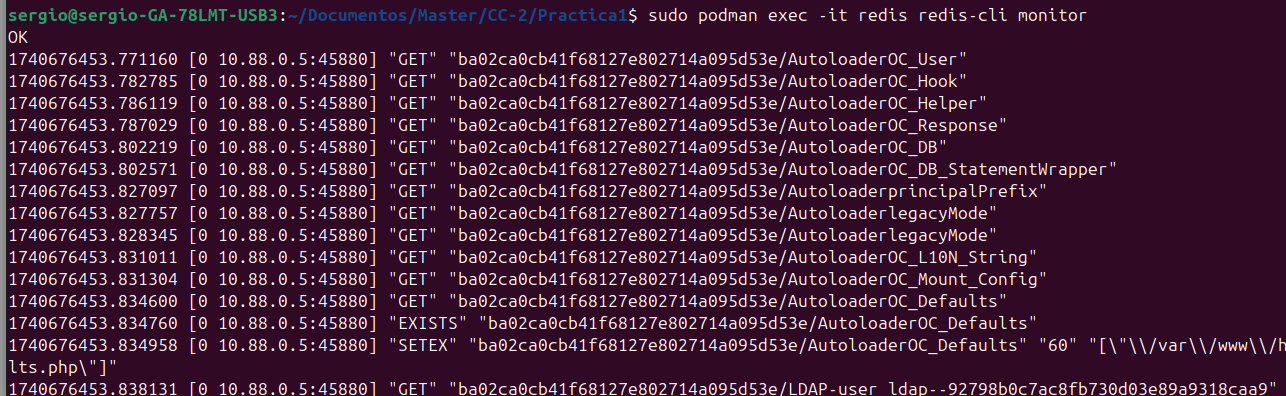 sergio@sergio-GA-78LMT-USB3:~/Documentos/Master/CC-2/Practica1$ sudo podman exec -it redis redis-cli monitor
OK
1740676453.771160 [0 10.88.0.5:45880] "GET" "ba02ca0cb41f68127e802714a095d53e/AutoloaderOC_User"
1740676453.782785 [0 10.88.0.5:45880] "GET" "ba02ca0cb41f68127e802714a095d53e/AutoloaderOC_Hook"
1740676453.786119 [0 10.88.0.5:45880] "GET" "ba02ca0cb41f68127e802714a095d53e/AutoloaderOC_Helper"
1740676453.787029 [0 10.88.0.5:45880] "GET" "ba02ca0cb41f68127e802714a095d53e/AutoloaderOC_Response"
1740676453.802219 [0 10.88.0.5:45880] "GET" "ba02ca0cb41f68127e802714a095d53e/AutoloaderOC_DB"
1740676453.802571 [0 10.88.0.5:45880] "GET" "ba02ca0cb41f68127e802714a095d53e/AutoloaderOC_DB_StatementWrapper"
1740676453.827097 [0 10.88.0.5:45880] "GET" "ba02ca0cb41f68127e802714a095d53e/AutoloaderprincipalPrefix"
1740676453.827757 [0 10.88.0.5:45880] "GET" "ba02ca0cb41f68127e802714a095d53e/AutoloaderlegacyMode"
1740676453.828345 [0 10.88.0.5:45880] "GET" "ba02ca0cb41f68127e802714a095d53e/AutoloaderlegacyMode"
1740676453.831011 [0 10.88.0.5:45880] "GET" "ba02ca0cb41f68127e802714a095d53e/AutoloaderOC_L10N_String"
1740676453.831304 [0 10.88.0.5:45880] "GET" "ba02ca0cb41f68127e802714a095d53e/AutoloaderOC_Mount_Config"
1740676453.834600 [0 10.88.0.5:45880] "GET" "ba02ca0cb41f68127e802714a095d53e/AutoloaderOC_Defaults"
1740676453.834760 [0 10.88.0.5:45880] "EXISTS" "ba02ca0cb41f68127e802714a095d53e/AutoloaderOC_Defaults"
1740676453.834958 [0 10.88.0.5:45880] "SETEX" "ba02ca0cb41f68127e802714a095d53e/AutoloaderOC_Defaults" "60" "[\"\\/var\\/www\\/h
lts.php\"]"
1740676453.838131 [0 10.88.0.5:45880] "GET" "ba02ca0cb41f68127e802714a095d53e/LDAP-user_ldap--92798b0c7ac8fb730d03e89a9318caa9"